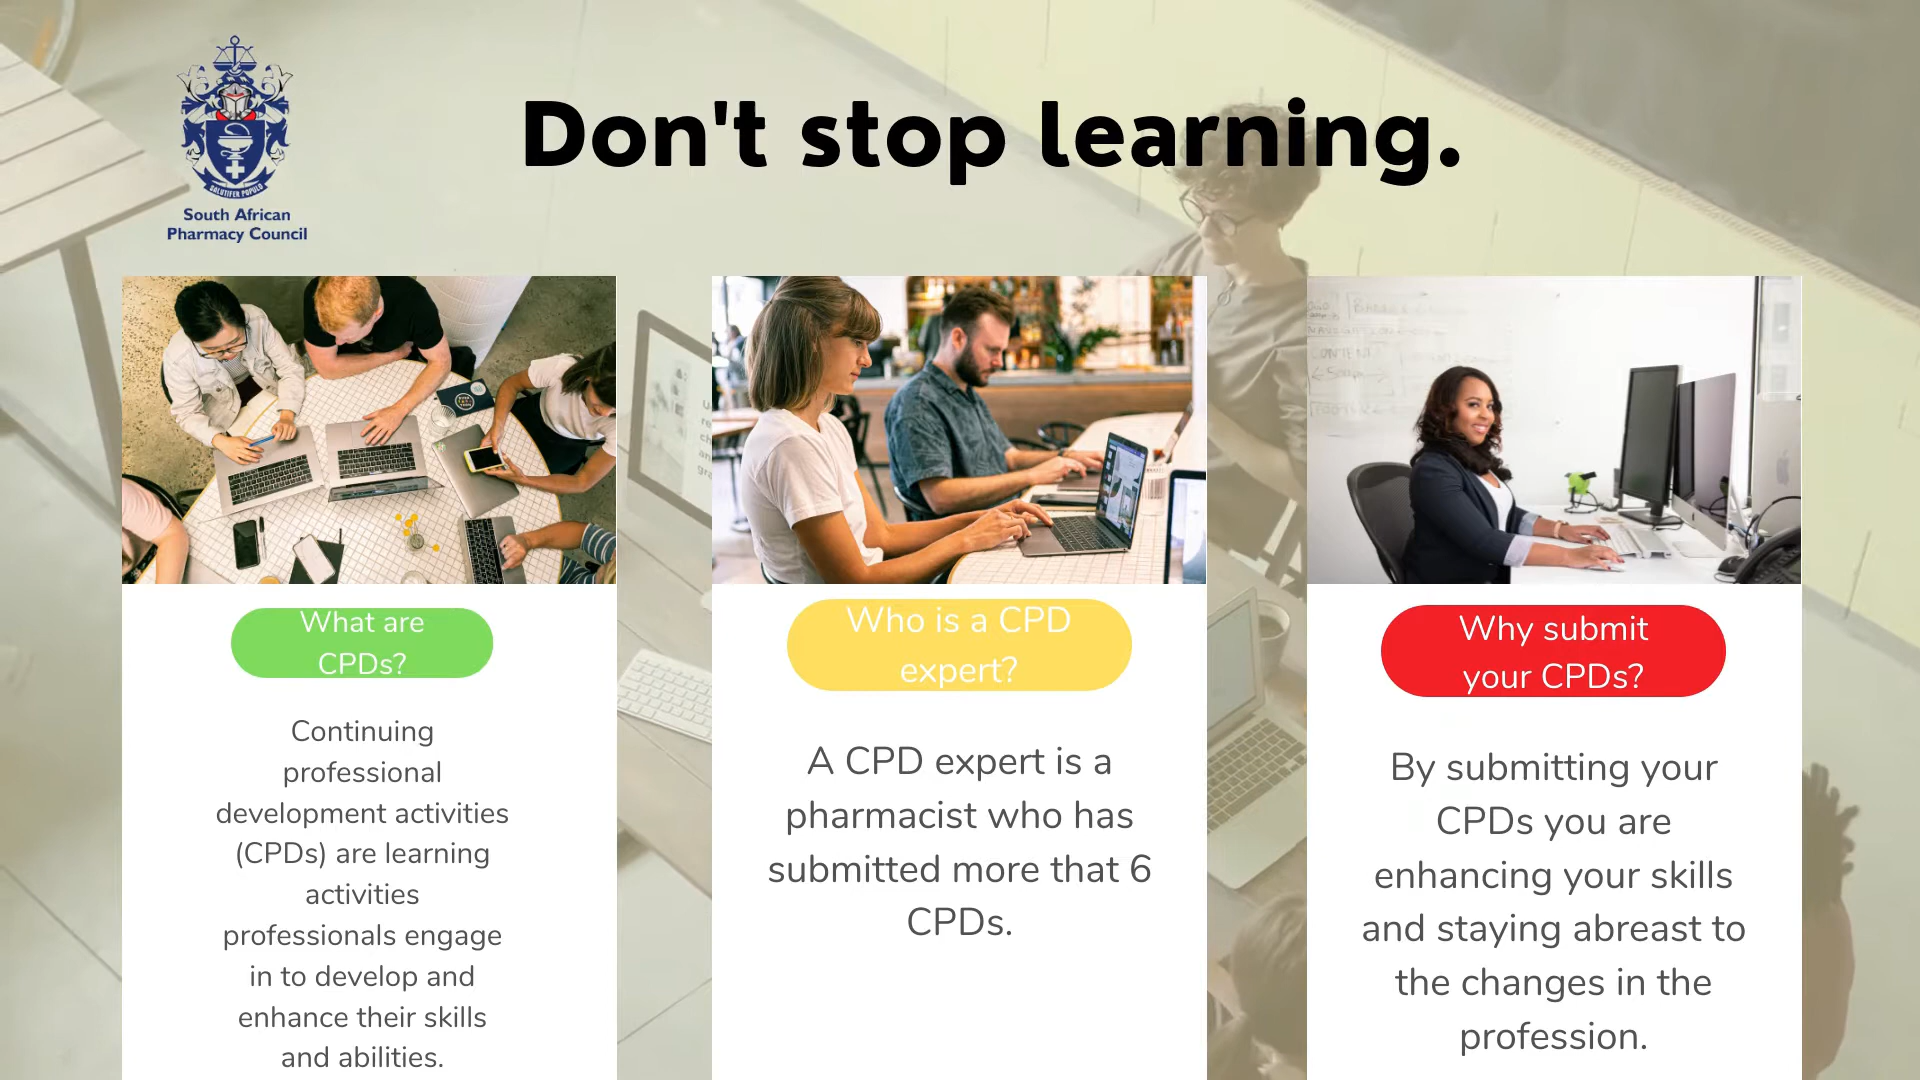 SALUTIFER POPULO
South African
Pharmacy Council
Don't stop learning.
What are
CPDs?
Continuing
professional
development activities
(CPDs) are learning
activities
professionals engage
in to develop and
enhance their skills
and abilities.
Who is a CPD
expert?
A CPD expert is a
pharmacist who has
submitted more that 6
CPDs.
CONTENT
Why submit
your CPDs?
By submitting your
CPDs you are
enhancing your skills
and staying abreast to
the changes in the
profession.